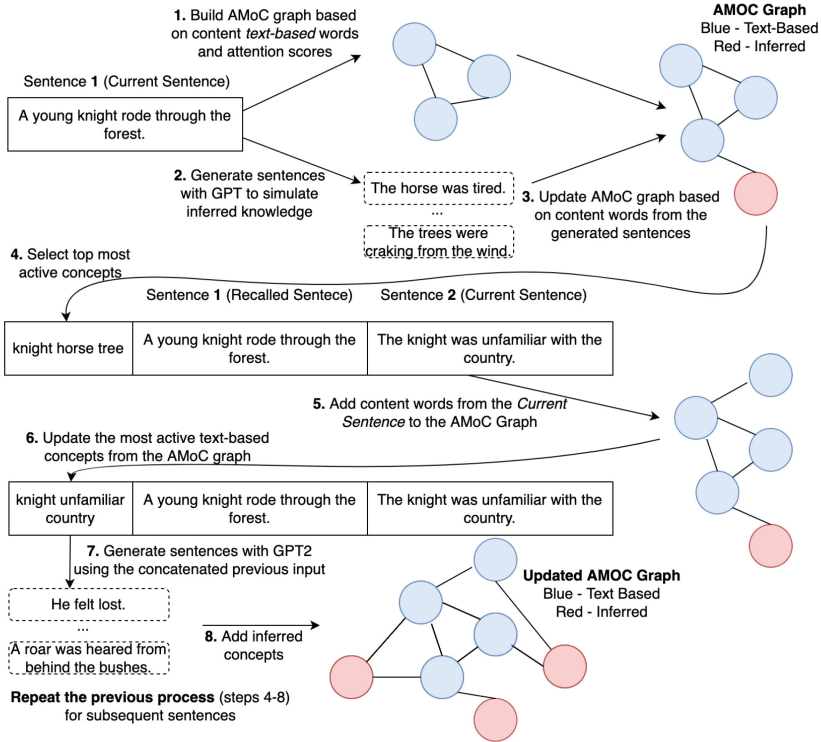 1. Build AMoC graph based
on content text-based words
and attention scores
AMOC Graph
Blue - Text-Based
Red - Inferred
Sentence 1 (Current Sentence)
A young knight rode through the
forest.
2. Generate sentences
with GPT to simulate
inferred knowledge
The horse was tired.
...
The trees were
craking from the wind.
3. Update AMoC graph based
on content words from the
generated sentences
4. Select top most
active concepts
Sentence 1 (Recalled Sentece)
Sentence 2 (Current Sentence)
knight horse tree
A young knight rode through the
forest.
The knight was unfamiliar with the
country.
5. Add content words from the Current
Sentence to the AMoC Graph
6. Update the most active text-based
concepts from the AMoC graph
knight unfamiliar
country
A young knight rode through the
forest.
The knight was unfamiliar with the
country.
7. Generate sentences with GPT2
using the concatenated previous input
He felt lost.
...
A roar was heared from
behind the bushes.
8. Add inferred
concepts
Updated AMOC Graph
Blue - Text Based
Red - Inferred
Repeat the previous process (steps 4-8)
for subsequent sentences